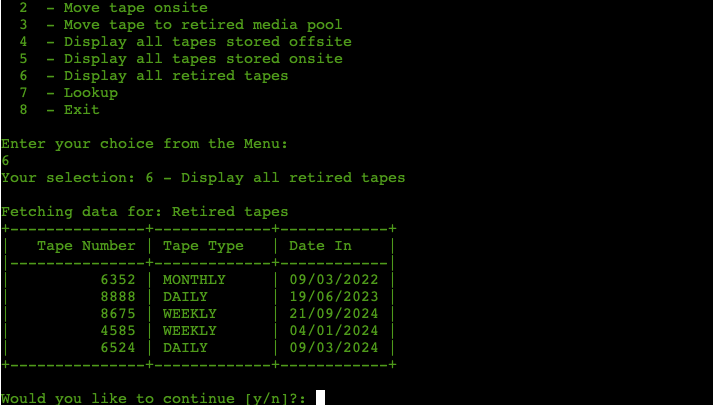 2  - Move tape onsite
3  - Move tape to retired media pool
4  - Display all tapes stored offsite
5  - Display all tapes stored onsite
6  - Display all retired tapes
7  - Lookup
8  - Exit
Enter your choice from the Menu:
6
Your selection: 6 - Display all retired tapes
Fetching data for: Retired tapes
+---------------+-------------+------------+
|   Tape Number | Tape Type   | Date In    |
|---------------+-------------+------------|
|          6352 | MONTHLY     | 09/03/2022 |
|          8888 | DAILY       | 19/06/2023 |
|          8675 | WEEKLY      | 21/09/2024 |
|          4585 | WEEKLY      | 04/01/2024 |
|          6524 | DAILY       | 09/03/2024 |
+---------------+-------------+------------+
Would you like to continue [y/n]?: